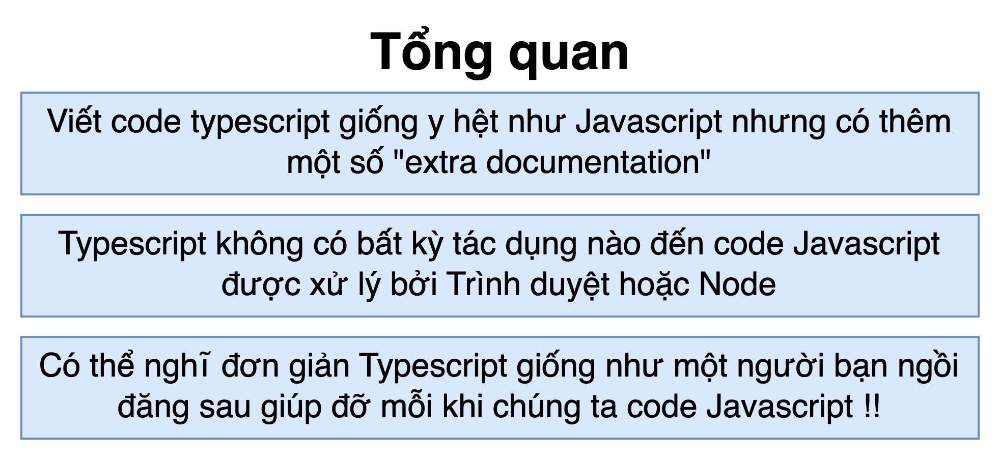 Tổng quan
Viết code typescript giống y hệt như Javascript nhưng có thêm
một số "extra documentation"
Typescript không có bất kỳ tác dụng nào đến code Javascript
được xử lý bởi Trình duyệt hoặc Node
Có thể nghĩ đơn giản Typescript giống như một người bạn ngồi
đăng sau giúp đỡ mỗi khi chúng ta code Javascript !!